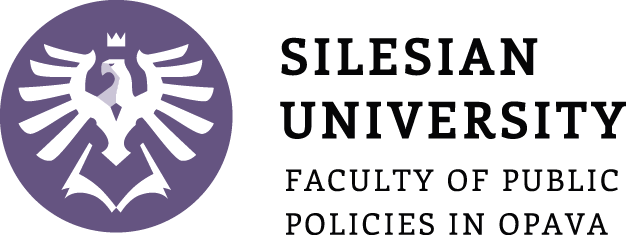 SILESIAN
UNIVERSITY
FACULTY OF PUBLIC
POLICIES IN OPAVA